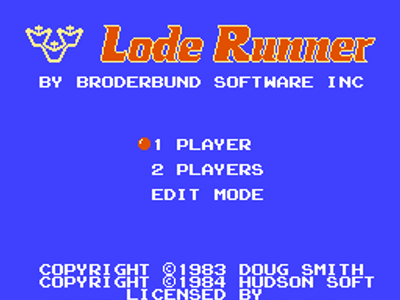 Lode Runner
BY BRODERBUND SOFTWARE INC
1 PLAYER
2 PLAYERS
EDIT MODE
COPYRIGHT ©1983 DOUG SMITH
COPYRIGHT ©1984 HUDSON SOFT
LICENSED BY